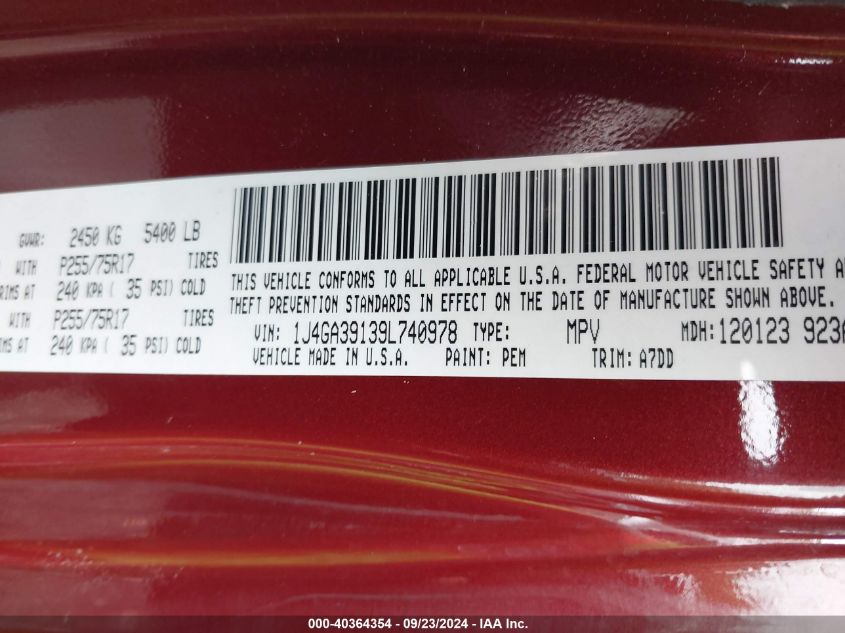 GVWR: 2450 KG 5400 LB
WITH P255/75R17 TIRES
RIMS AT 240 KPA ( 35 PSI) COLD
WITH P255/75R17 TIRES
RIMS AT 240 KPA ( 35 PSI) COLD
THIS VEHICLE CONFORMS TO ALL APPLICABLE U.S.A. FEDERAL MOTOR VEHICLE SAFETY A
THEFT PREVENTION STANDARDS IN EFFECT ON THE DATE OF MANUFACTURE SHOWN ABOVE.
VIN: 1J4GA39139L740978 TYPE: MPV MDH: 120123 923A
VEHICLE MADE IN U.S.A. PAINT: PEM TRIM: A7DD
000-40364354 / 09/23/2024 - IAA Inc.